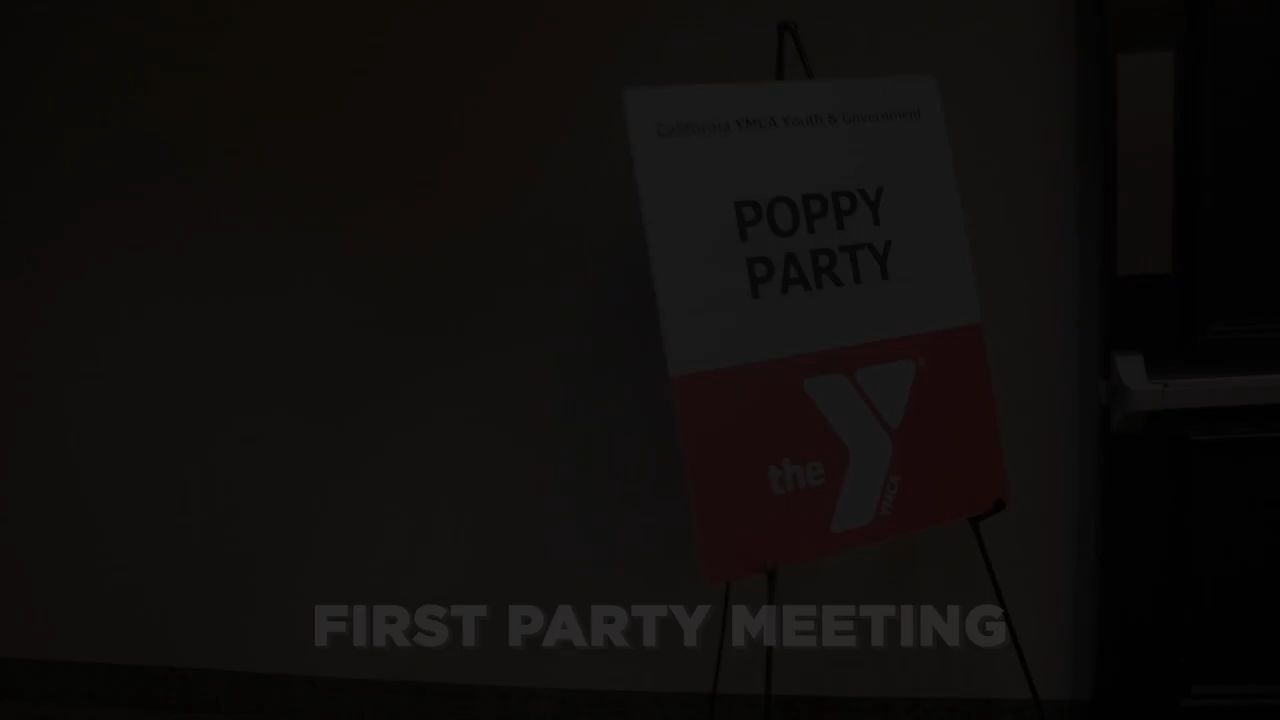 California YMCA Youth & Government
POPPY
PARTY
the
YMCA
FIRST PARTY MEETING